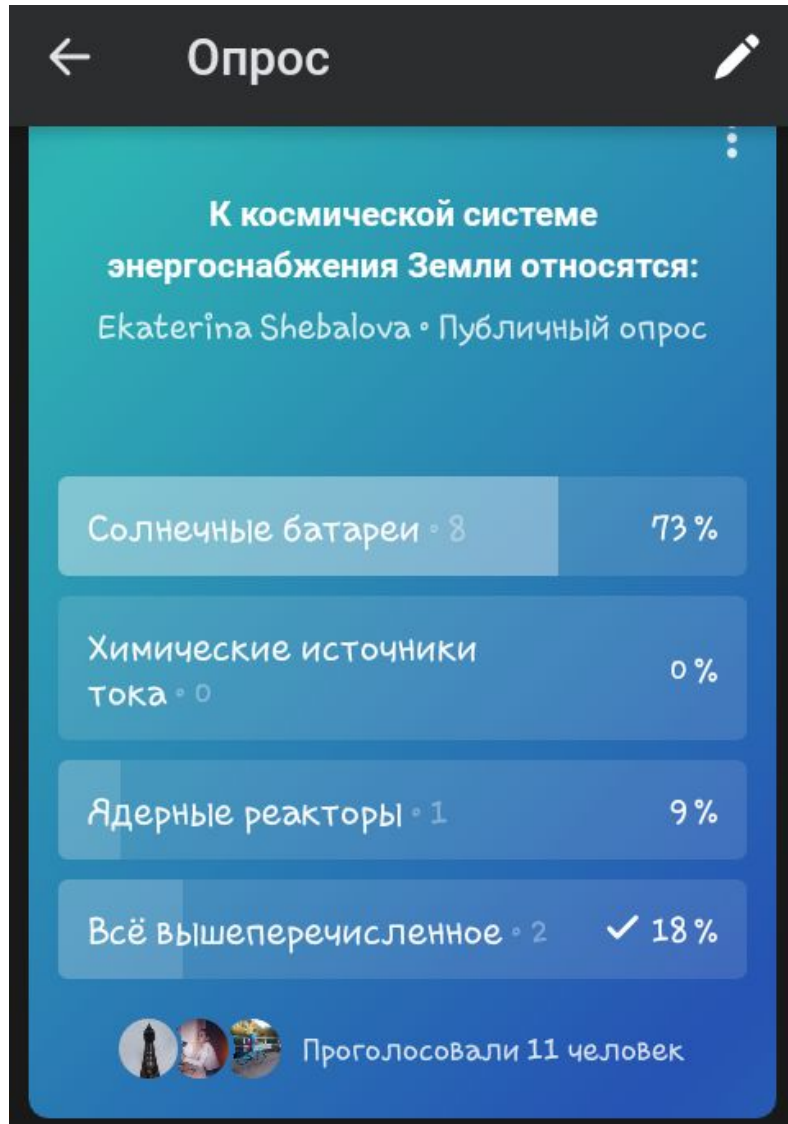 Опрос
К космической системе
энергоснабжения Земли относятся:
Ekaterina Shebalova • Публичный опрос
Солнечные батареи • 8 73 %
Химические источники
тока • 0 0 %
Ядерные реакторы • 1 9 %
Всё вышеперечисленное • 2 18 %
Проголосовали 11 человек